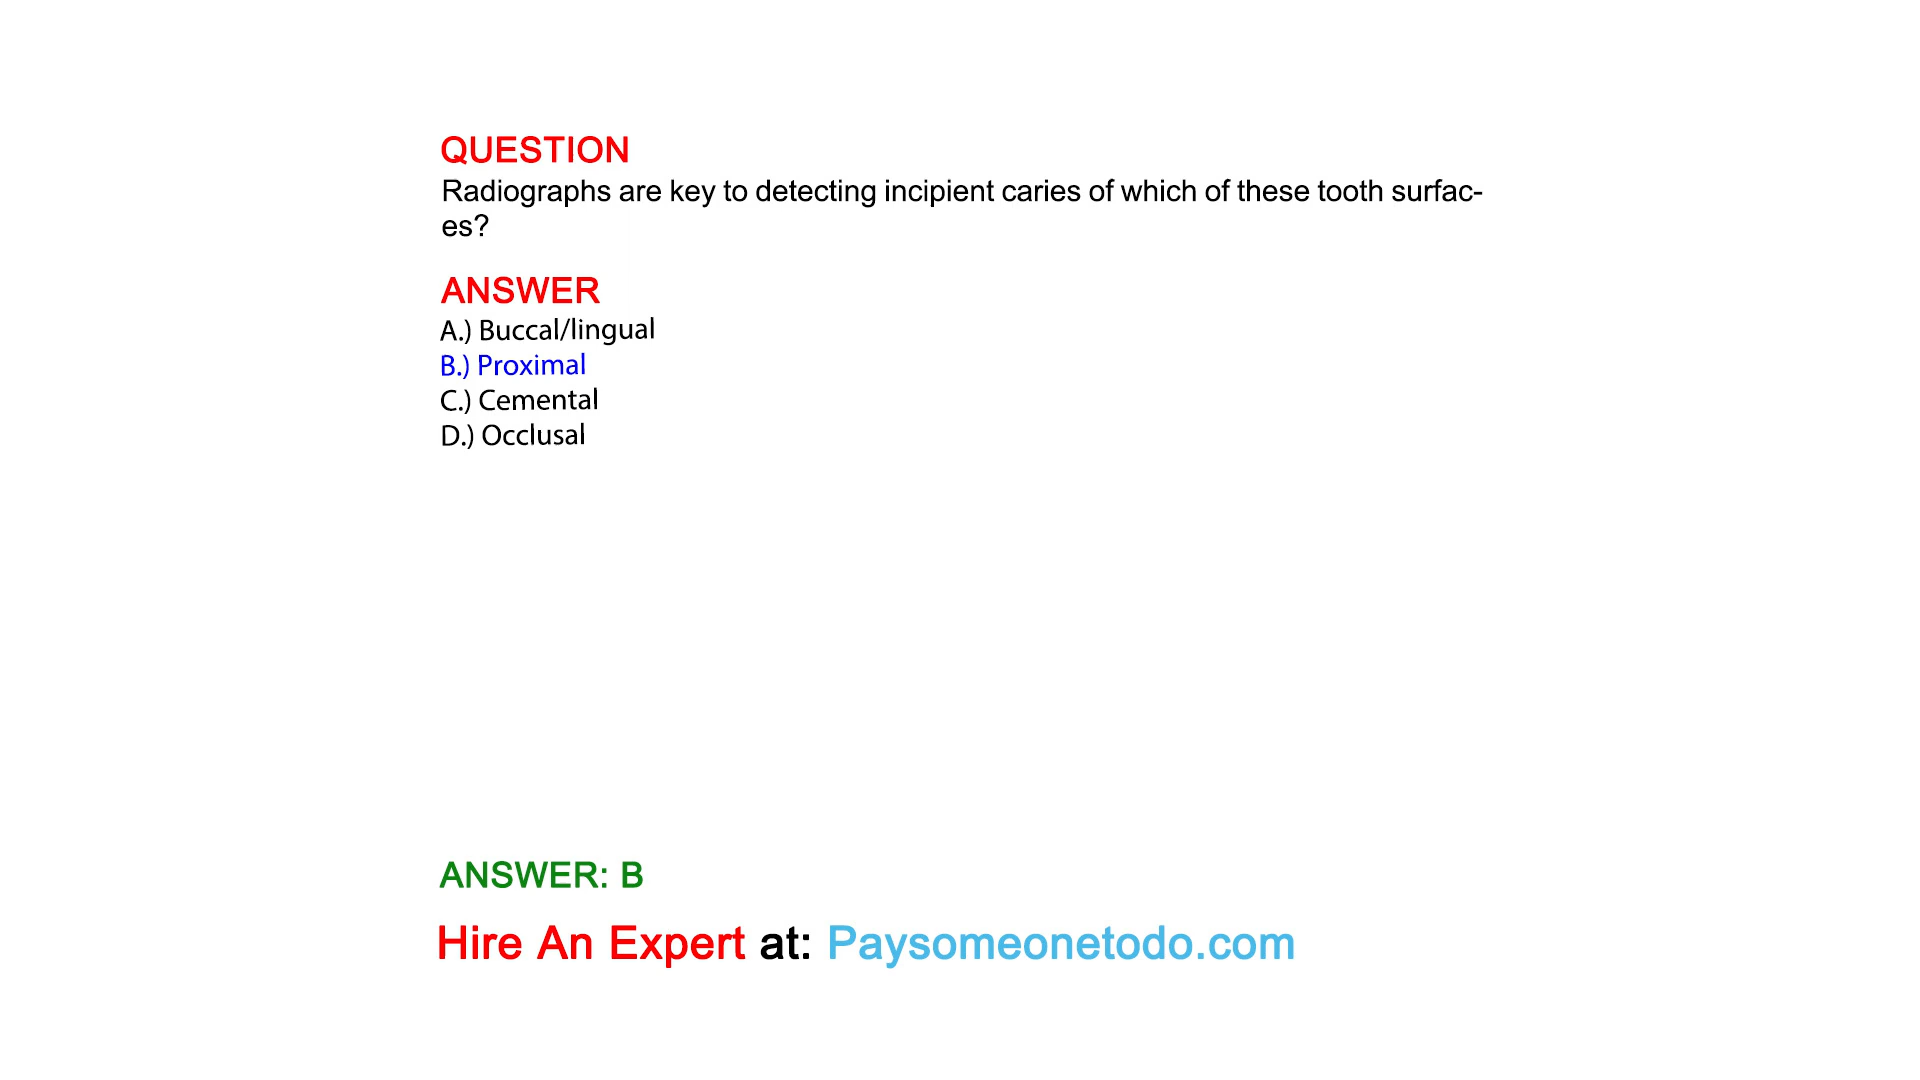 QUESTION
Radiographs are key to detecting incipient caries of which of these tooth surfac-
es?
ANSWER
A.) Buccal/lingual
B.) Proximal
C.) Cemental
D.) Occlusal
ANSWER: B
Hire An Expert at: Paysomeonetodo.com